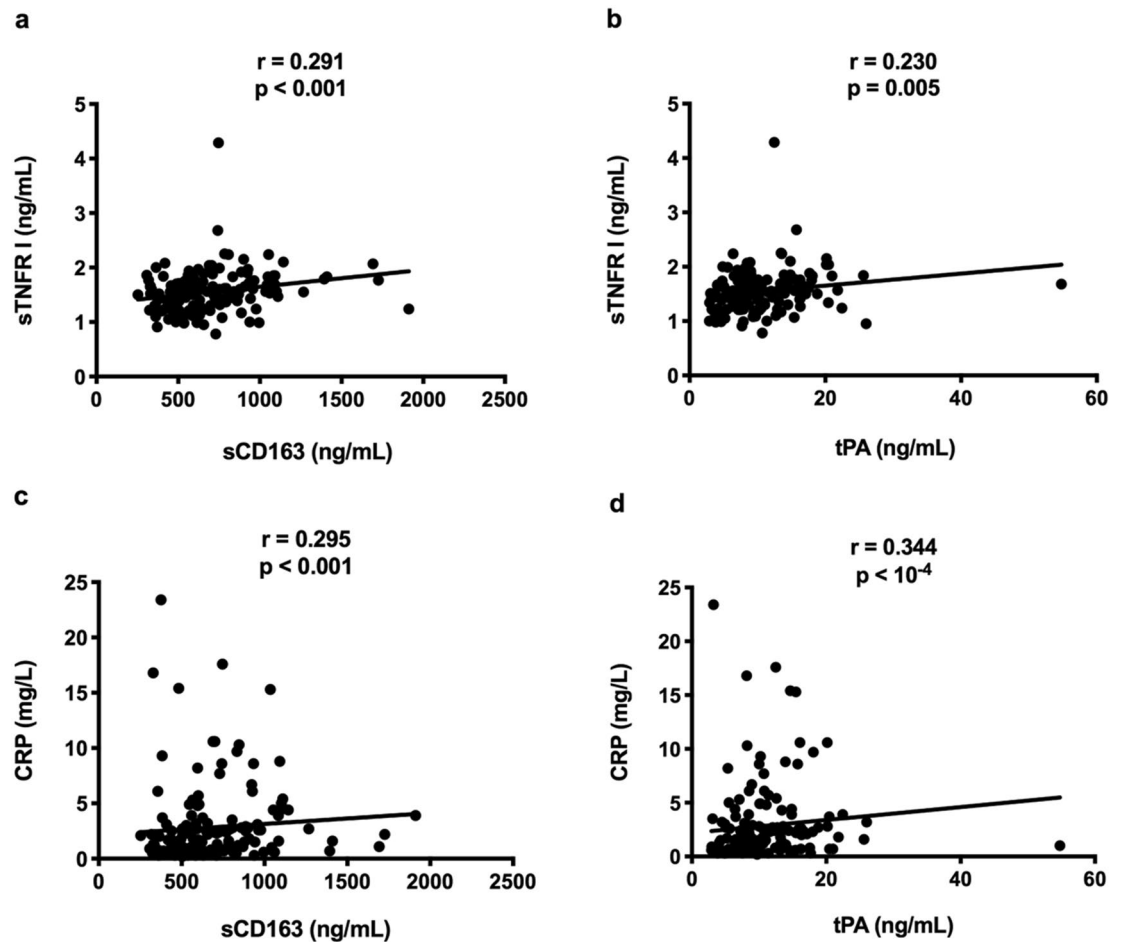 a
r = 0.291
p < 0.001
sTNFR I (ng/mL)
5
4
3
2
1
0
0 500 1000 1500 2000 2500
sCD163 (ng/mL)
b
r = 0.230
p = 0.005
sTNFR I (ng/mL)
5
4
3
2
1
0
0 20 40 60
tPA (ng/mL)
c
r = 0.295
p < 0.001
CRP (mg/L)
25
20
15
10
5
0
0 500 1000 1500 2000 2500
sCD163 (ng/mL)
d
r = 0.344
p < 10⁻⁴
CRP (mg/L)
25
20
15
10
5
0
0 20 40 60
tPA (ng/mL)